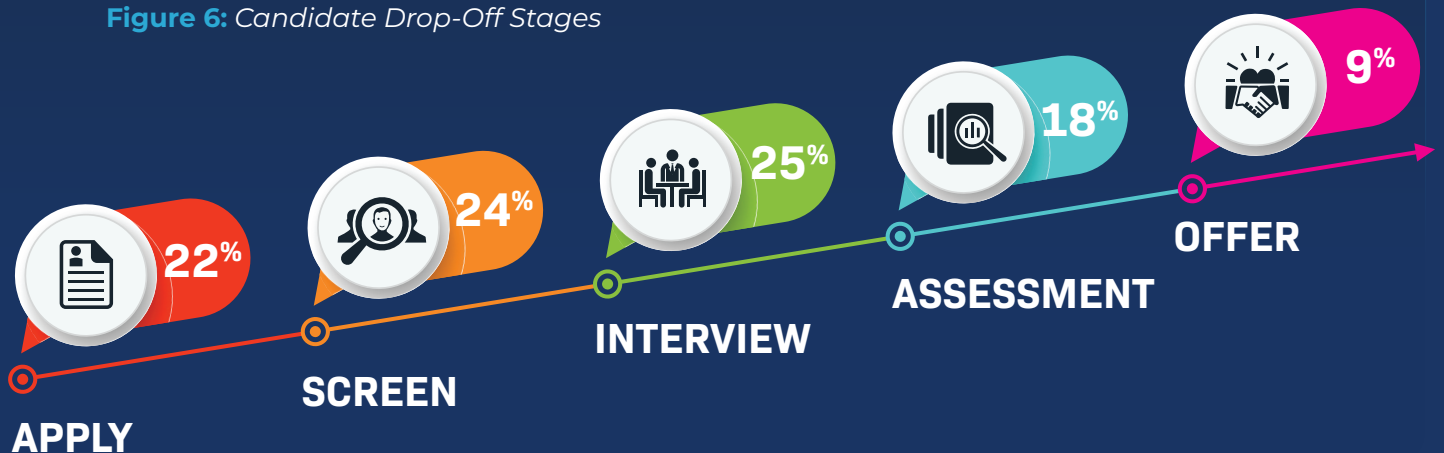 Figure 6: Candidate Drop-Off Stages
22%
APPLY
24%
SCREEN
25%
INTERVIEW
18%
ASSESSMENT
9%
OFFER